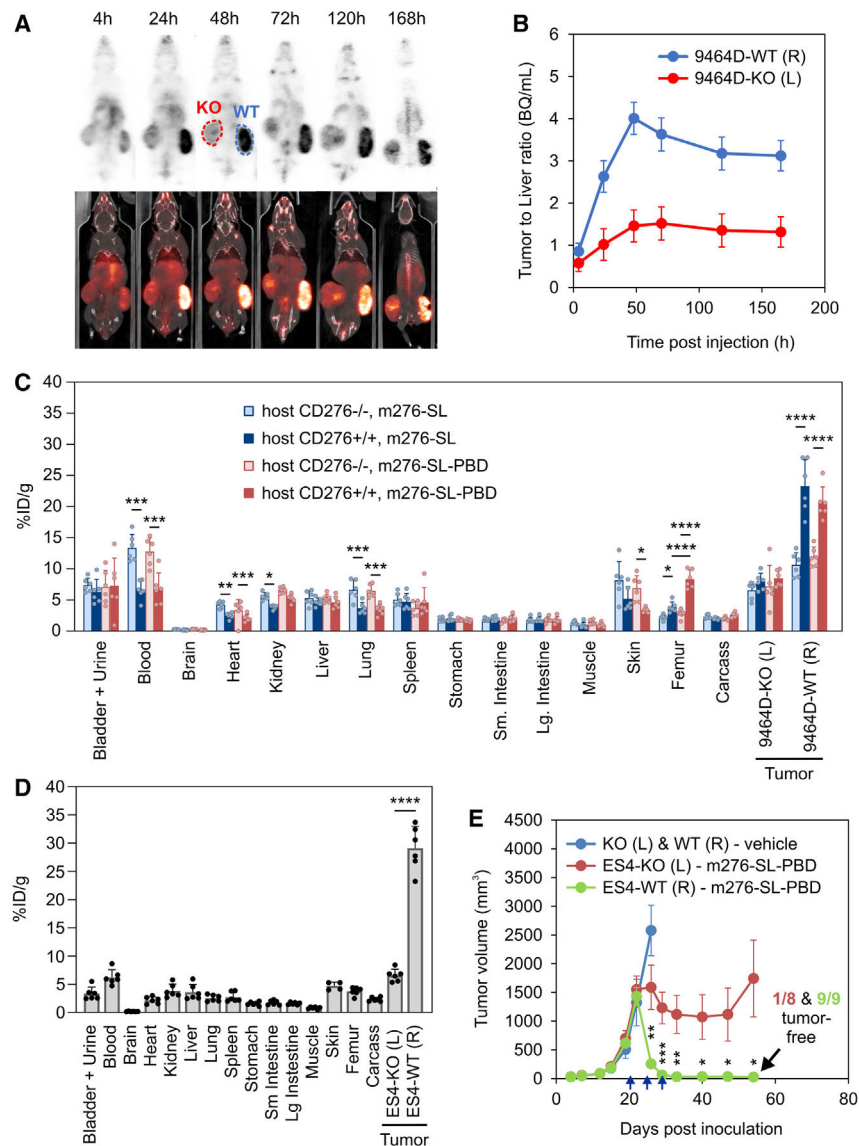 A
4h 24h 48h 72h 120h 168h
KO WT
B
9464D-WT (R)
9464D-KO (L)
Tumor to Liver ratio (BQ/mL)
6
5
4
3
2
1
0
0 50 100 150 200
Time post injection (h)
C
host CD276-/-, m276-SL
host CD276+/+, m276-SL
host CD276-/-, m276-SL-PBD
host CD276+/+, m276-SL-PBD
%ID/g
40
35
30
25
20
15
10
5
0
*** *** ** *** * *** *** * * **** **** **** ****
Bladder + Urine
Blood
Brain
Heart
Kidney
Liver
Lung
Spleen
Stomach
Sm. Intestine
Lg. Intestine
Muscle
Skin
Femur
Carcass
9464D-KO (L)
9464D-WT (R)
Tumor
D
%ID/g
40
35
30
25
20
15
10
5
0
****
Bladder + Urine
Blood
Brain
Heart
Kidney
Liver
Lung
Spleen
Stomach
Sm Intestine
Lg Instestine
Muscle
Skin
Femur
Carcass
ES4-KO (L)
ES4-WT (R)
Tumor
E
KO (L) & WT (R) - vehicle
ES4-KO (L) - m276-SL-PBD
ES4-WT (R) - m276-SL-PBD
Tumor volume (mm³)
4500
4000
3500
3000
2500
2000
1500
1000
500
0
** *** ** * * *
1/8 & 9/9
tumor-
free
0 20 40 60 80
Days post inoculation